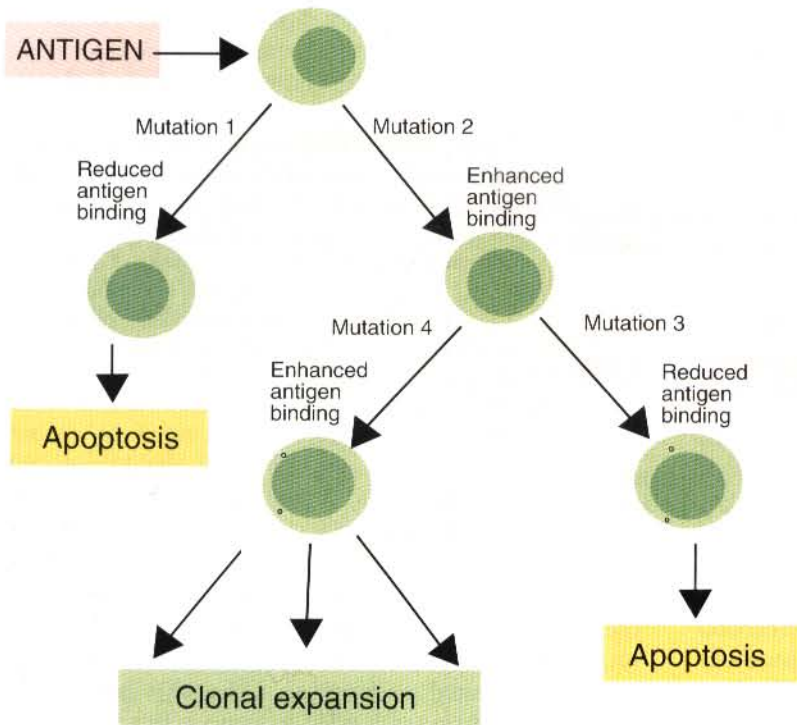 ANTIGEN
Mutation 1
Mutation 2
Reduced
antigen
binding
Enhanced
antigen
binding
Mutation 4
Mutation 3
Enhanced
antigen
binding
Reduced
antigen
binding
Apoptosis
Apoptosis
Clonal expansion